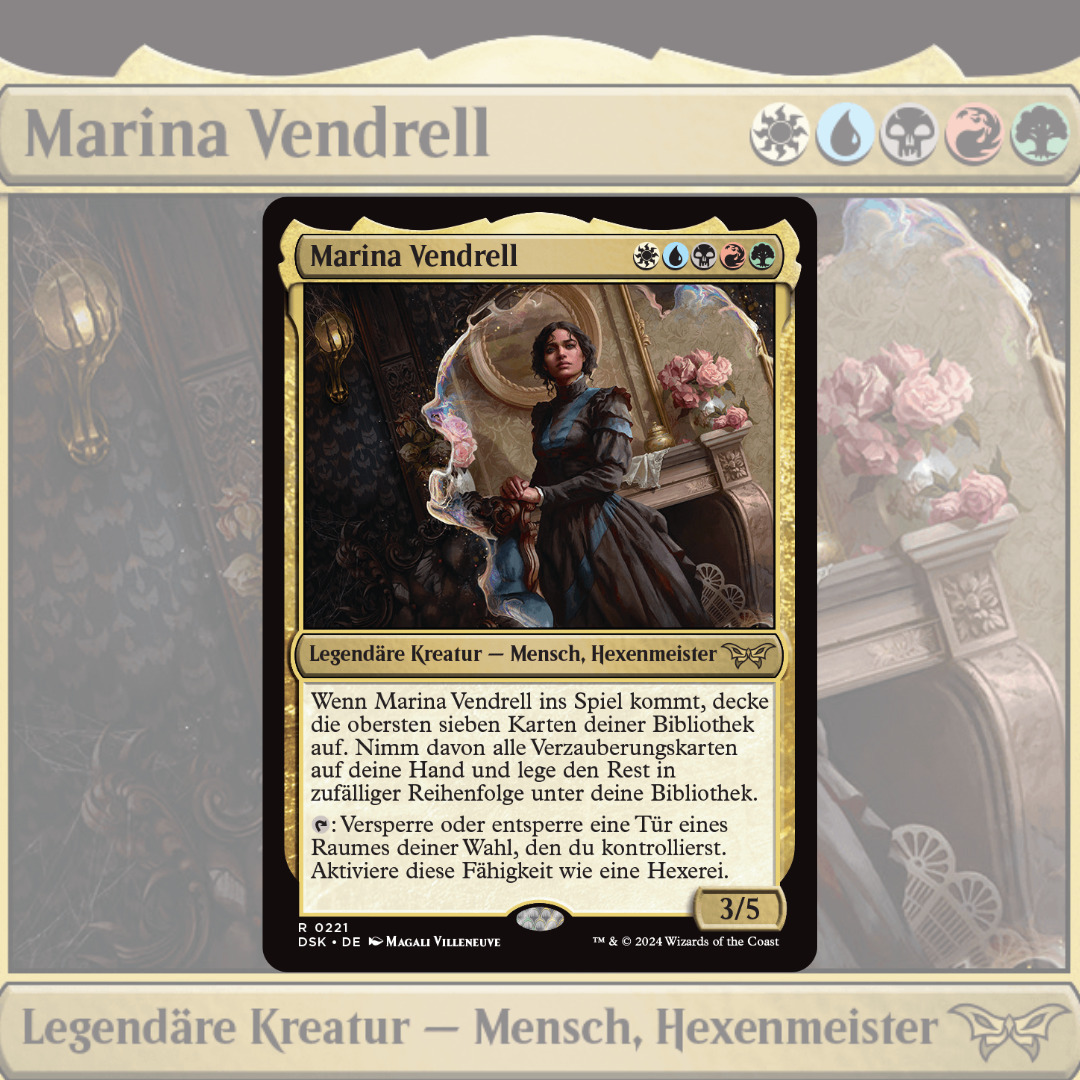 Marina Vendrell
Marina Vendrell
Legendäre Kreatur — Mensch, Hexenmeister
Wenn Marina Vendrell ins Spiel kommt, decke
die obersten sieben Karten deiner Bibliothek
auf. Nimm davon alle Verzauberungskarten
auf deine Hand und lege den Rest in
zufälliger Reihenfolge unter deine Bibliothek.
: Versperre oder entsperre eine Tür eines
Raumes deiner Wahl, den du kontrollierst.
Aktiviere diese Fähigkeit wie eine Hexerei.
3/5
R 0221
DSK • DE Magali Villeneuve
™ & © 2024 Wizards of the Coast
Legendäre Kreatur — Mensch, Hexenmeister